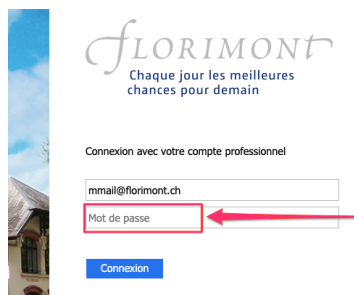 FLORIMONT
Chaque jour les meilleures
chances pour demain
Connexion avec votre compte professionnel
mmail@florimont.ch
Mot de passe
Connexion